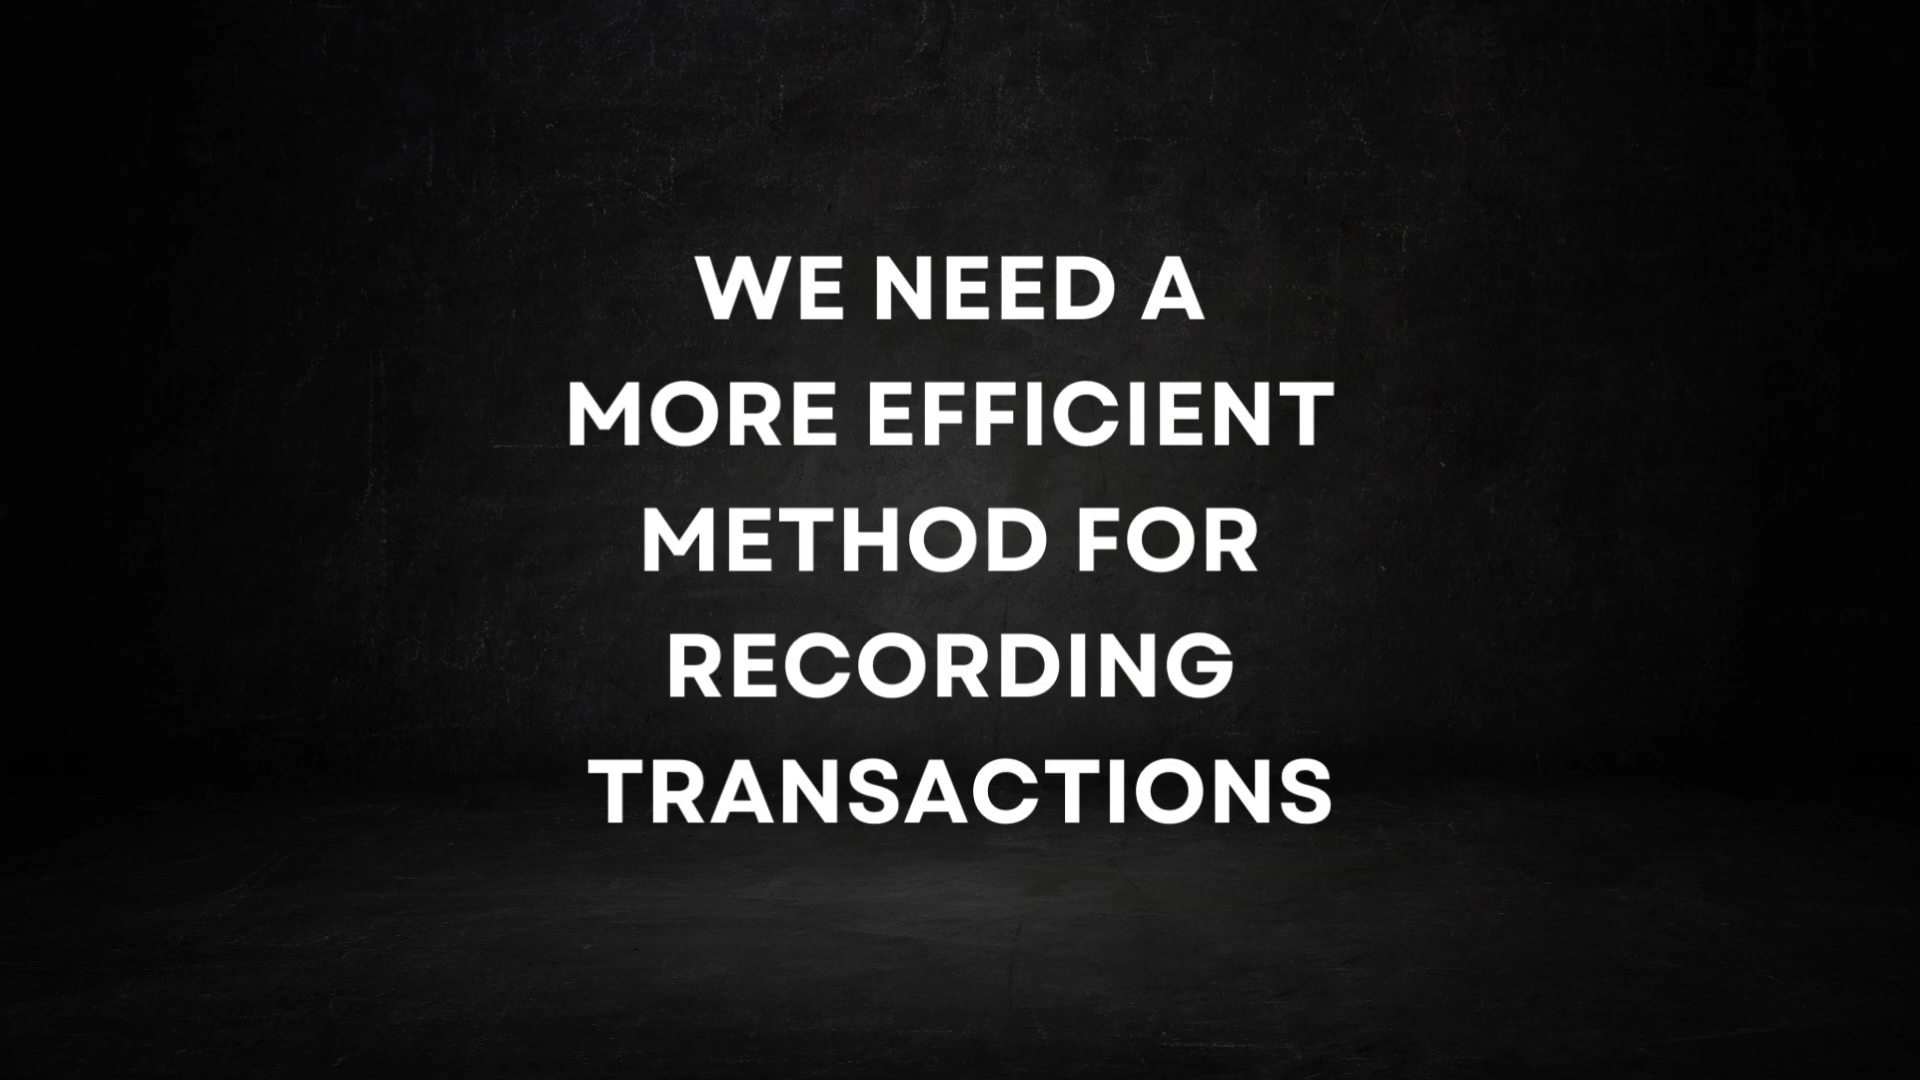 WE NEED A
MORE EFFICIENT
METHOD FOR
RECORDING
TRANSACTIONS